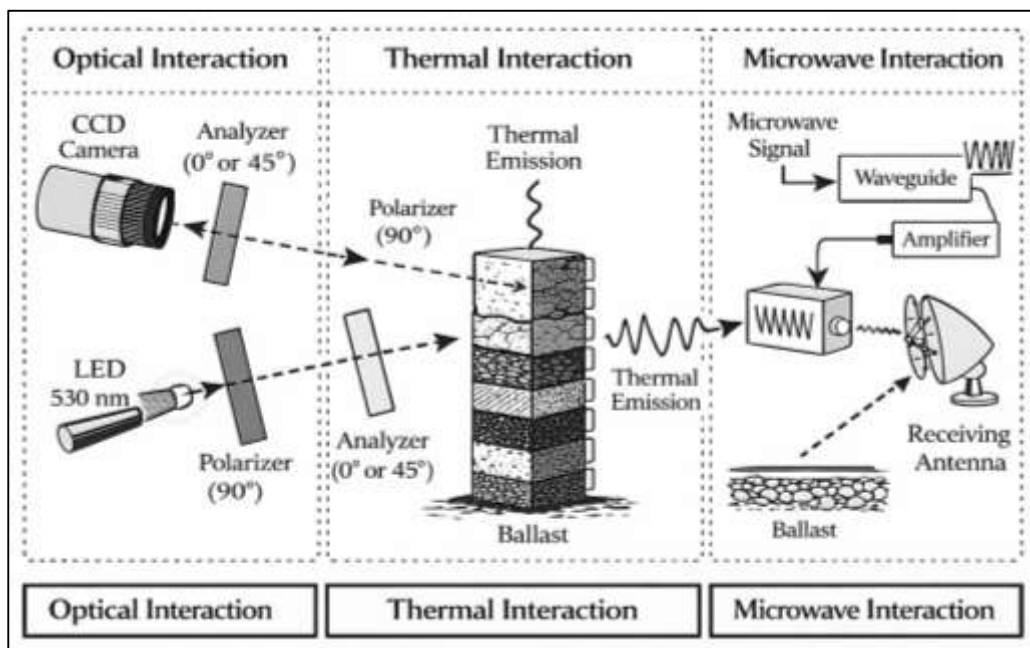 Optical Interaction
Thermal Interaction
Microwave Interaction
CCD
Camera
Analyzer
(0° or 45°)
LED
530 nm
Polarizer
(90°)
Thermal
Emission
Polarizer
(90°)
Analyzer
(0° or 45°)
Ballast
Thermal
Emission
Microwave
Signal
Waveguide
Amplifier
Receiving
Antenna
Ballast
Optical Interaction
Thermal Interaction
Microwave Interaction